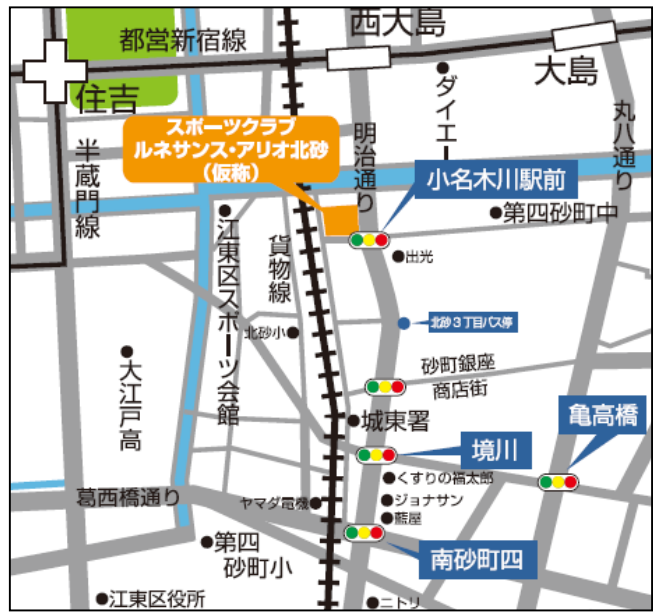 都営新宿線
西大島
大島
住吉
ダイエー
丸八通り
スポーツクラブ
ルネサンス・アリオ北砂
（仮称）
明治通り
半蔵門線
小名木川駅前
第四砂町中
江東区スポーツ会館
貨物線
出光
北砂3丁目バス停
北砂小
大江戸高
砂町銀座
商店街
亀高橋
城東署
境川
くすりの福太郎
葛西橋通り
ヤマダ電機
ジョナサン
藍屋
第四
砂町小
南砂町四
江東区役所
ニトリ